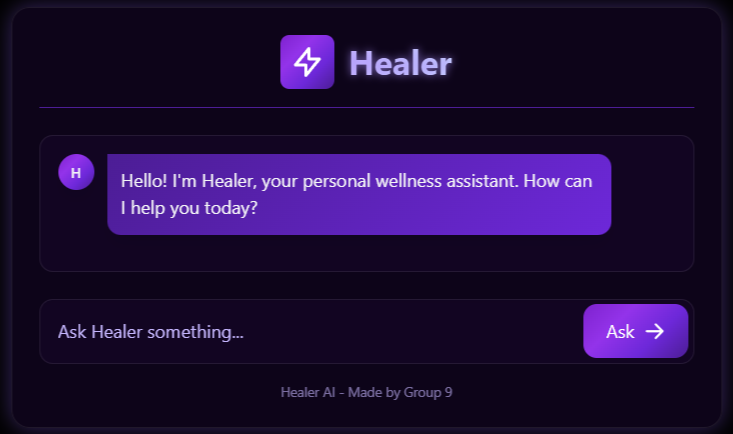 Healer
H
Hello! I'm Healer, your personal wellness assistant. How can
I help you today?
Ask Healer something...
Ask
Healer AI - Made by Group 9